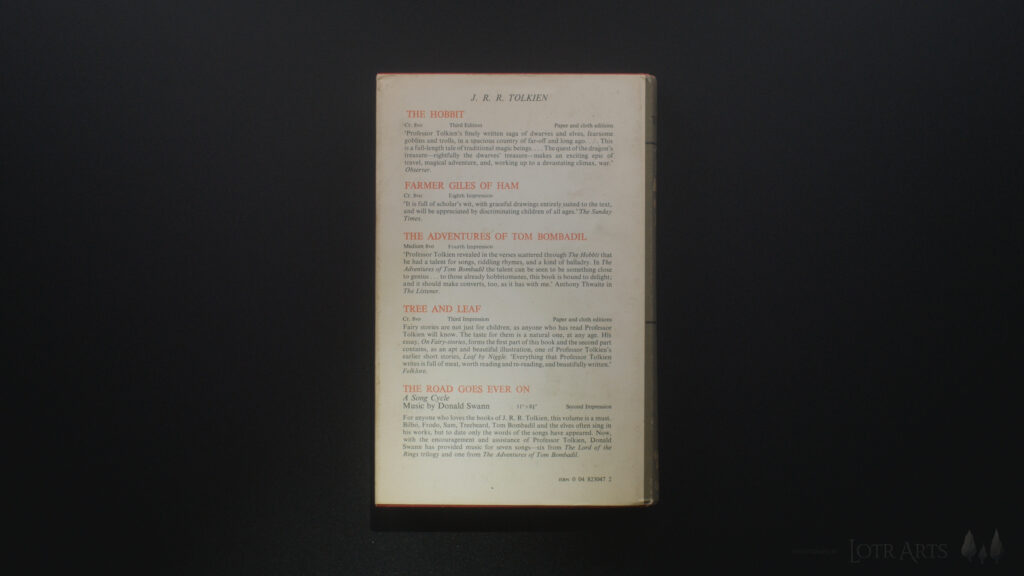 J. R. R. TOLKIEN
THE HOBBIT
Cr. 8vo Third Edition Paper and cloth editions
'Professor Tolkien's finely written saga of dwarves and elves, fearsome
goblins and trolls, in a spacious country of far-off and long ago. . . . This
is a full-length tale of traditional magic beings. . . . The quest of the dragon's
treasure—rightfully the dwarves' treasure—makes an exciting epic of
travel, magical adventure, and, working up to a devastating climax, war.'
Observer.
FARMER GILES OF HAM
Cr. 8vo Eighth Impression
'It is full of scholar's wit, with graceful drawings entirely suited to the text,
and will be appreciated by discriminating children of all ages.' The Sunday
Times.
THE ADVENTURES OF TOM BOMBADIL
Medium 8vo Fourth Impression
'Professor Tolkien revealed in the verses scattered through The Hobbit that
he had a talent for songs, riddling rhymes, and a kind of balladry. In The
Adventures of Tom Bombadil the talent can be seen to be something close
to genius . . . to those already hobbitomanes, this book is bound to delight;
and it should make converts, too, as it has with me.' Anthony Thwaite in
The Listener.
TREE AND LEAF
Cr. 8vo Third Impression Paper and cloth editions
Fairy stories are not just for children, as anyone who has read Professor
Tolkien will know. The taste for them is a natural one, at any age. His
essay, On Fairy-stories, forms the first part of this book and the second part
contains, as an apt and beautiful illustration, one of Professor Tolkien's
earlier short stories, Leaf by Niggle. 'Everything that Professor Tolkien
writes is full of meat, worth reading and re-reading, and beautifully written.'
Folklore.
THE ROAD GOES EVER ON
A Song Cycle
Music by Donald Swann Second Impression
For anyone who loves the books of J. R. R. Tolkien, this volume is a must.
Bilbo, Frodo, Sam, Treebeard, Tom Bombadil and the elves often sing in
his works, but to date only the words of the songs have appeared. Now,
with the encouragement and assistance of Professor Tolkien, Donald
Swann has provided music for seven songs—six from The Lord of the
Rings trilogy and one from The Adventures of Tom Bombadil.
ISBN 0 04 823047 2
LOTR ARTS